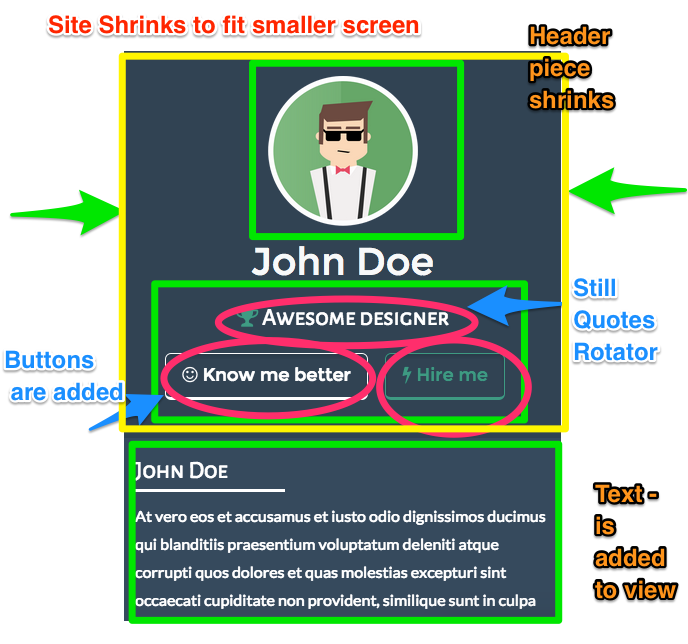 Site Shrinks to fit smaller screen
Header
piece
shrinks
John Doe
Awesome designer
Still
Quotes
Rotator
Know me better
Hire me
Buttons
are added
John Doe
At vero eos et accusamus et iusto odio dignissimos ducimus
qui blanditiis praesentium voluptatum deleniti atque
corrupti quos dolores et quas molestias excepturi sint
occaecati cupiditate non provident, similique sunt in culpa
Text -
is
added
to view